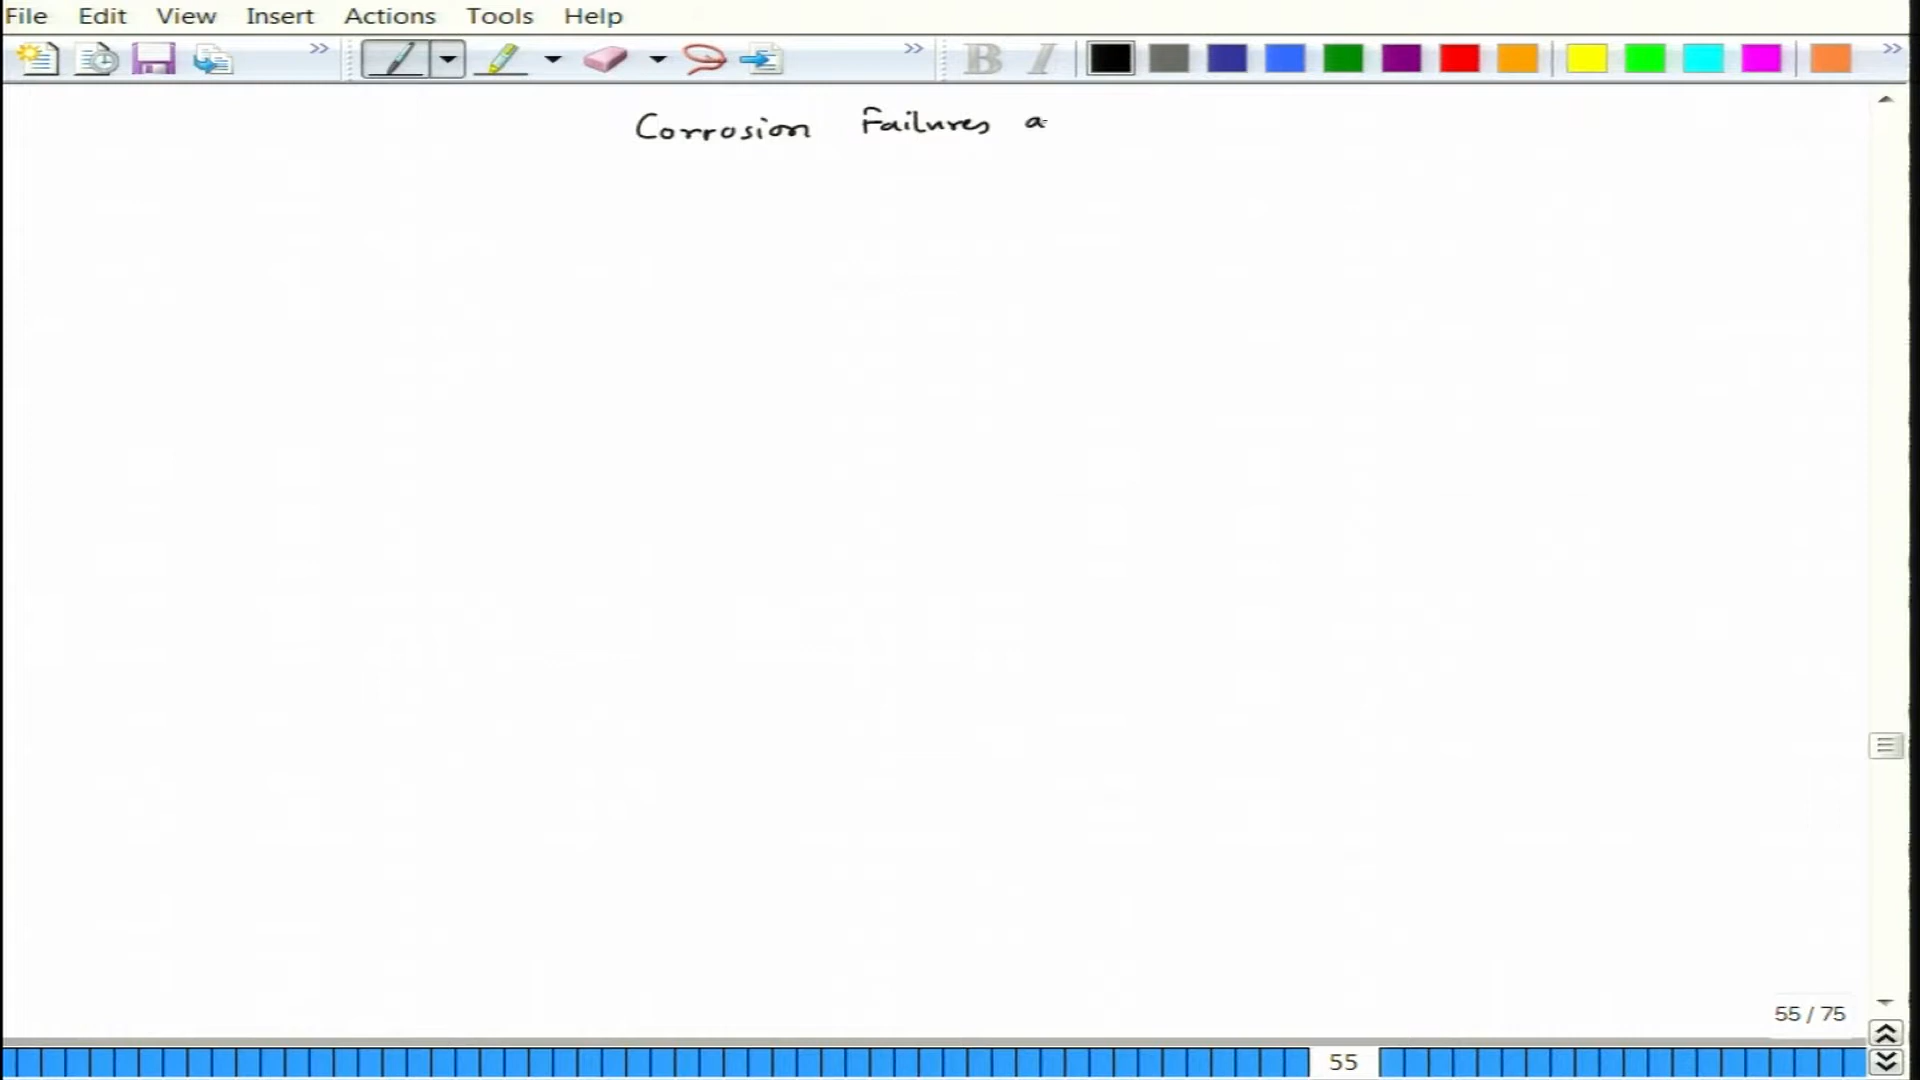 File Edit View Insert Actions Tools Help
B I
Corrosion Failures a
55 / 75
55